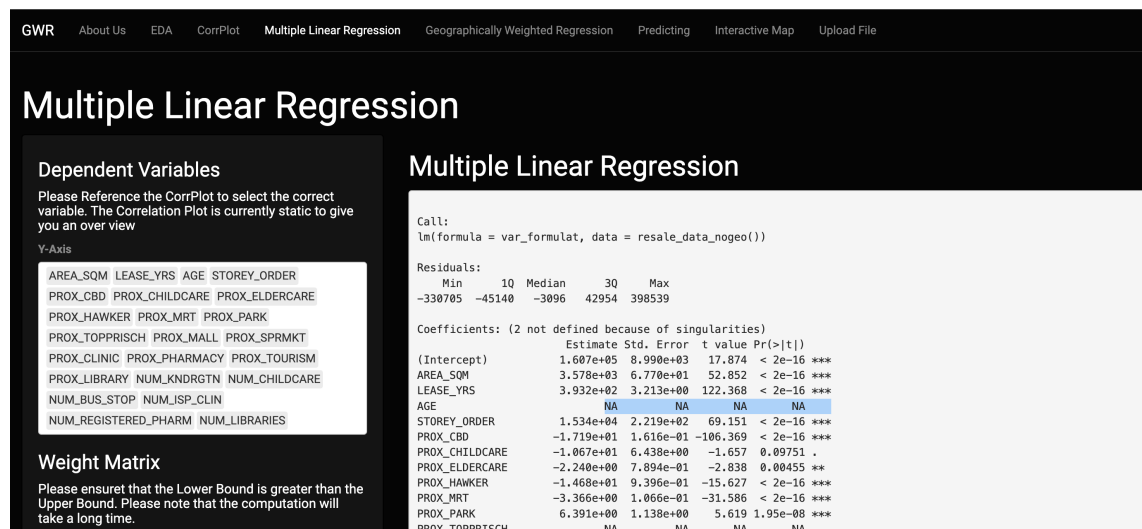 GWR About Us EDA CorrPlot Multiple Linear Regression Geographically Weighted Regression Predicting Interactive Map Upload File
Multiple Linear Regression
Dependent Variables
Please Reference the CorrPlot to select the correct
variable. The Correlation Plot is currently static to give
you an over view
Y-Axis
AREA_SQM LEASE_YRS AGE STOREY_ORDER
PROX_CBD PROX_CHILDCARE PROX_ELDERCARE
PROX_HAWKER PROX_MRT PROX_PARK
PROX_TOPPRISCH PROX_MALL PROX_SPRMKT
PROX_CLINIC PROX_PHARMACY PROX_TOURISM
PROX_LIBRARY NUM_KNDRGTN NUM_CHILDCARE
NUM_BUS_STOP NUM_ISP_CLIN
NUM_REGISTERED_PHARM NUM_LIBRARIES
Weight Matrix
Please ensuret that the Lower Bound is greater than the
Upper Bound. Please note that the computation will
take a long time.
Multiple Linear Regression
Call:
lm(formula = var_formulat, data = resale_data_nogeo())
Residuals:
Min 1Q Median 3Q Max
-330705 -45140 -3096 42954 398539
Coefficients: (2 not defined because of singularities)
Estimate Std. Error t value Pr(>|t|)
(Intercept) 1.607e+05 8.990e+03 17.874 < 2e-16 ***
AREA_SQM 3.578e+03 6.770e+01 52.852 < 2e-16 ***
LEASE_YRS 3.932e+02 3.213e+00 122.368 < 2e-16 ***
AGE NA NA NA NA
STOREY_ORDER 1.534e+04 2.219e+02 69.151 < 2e-16 ***
PROX_CBD -1.719e+01 1.616e-01 -106.369 < 2e-16 ***
PROX_CHILDCARE -1.067e+01 6.438e+00 -1.657 0.09751 .
PROX_ELDERCARE -2.240e+00 7.894e-01 -2.838 0.00455 **
PROX_HAWKER -1.468e+01 9.396e-01 -15.627 < 2e-16 ***
PROX_MRT -3.366e+00 1.066e-01 -31.586 < 2e-16 ***
PROX_PARK 6.391e+00 1.138e+00 5.619 1.95e-08 ***
PROX_TOPPRISCH NA NA NA NA